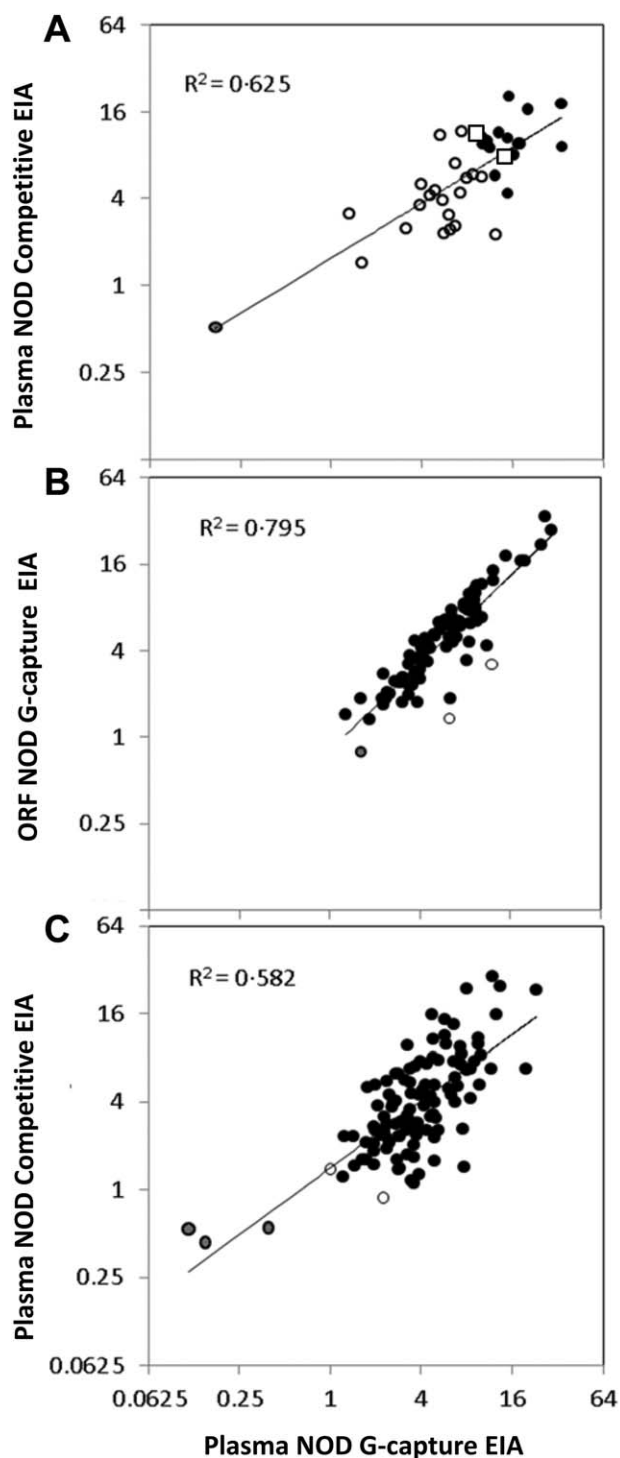 A
64
R² = 0·625
16
4
1
0.25
Plasma NOD Competitive EIA
B
64
R² = 0·795
16
4
1
0.25
ORF NOD G-capture EIA
C
64
R² = 0·582
16
4
1
0.25
0.0625
Plasma NOD Competitive EIA
0.0625 0.25 1 4 16 64
Plasma NOD G-capture EIA